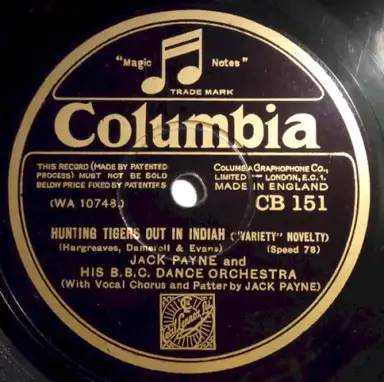 "Magic Notes"
TRADE MARK
Columbia
THIS RECORD (MADE BY PATENTED
PROCESS) MUST NOT BE SOLD
BELOW PRICE FIXED BY PATENTEES
COLUMBIA GRAPHOPHONE CO.,
LIMITED LONDON, E.C.1.
MADE IN ENGLAND
(WA 10748)
CB 151
HUNTING TIGERS OUT IN INDIAH ("VARIETY" NOVELTY)
(Hargreaves, Damerell & Evans) (Speed 78)
JACK PAYNE and
HIS B.B.C. DANCE ORCHESTRA
(With Vocal Chorus and Patter by JACK PAYNE)